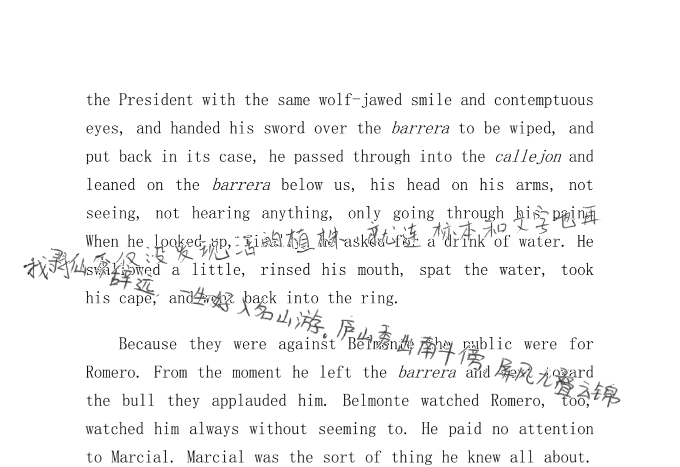 the President with the same wolf-jawed smile and contemptuous
eyes, and handed his sword over the barrera to be wiped, and
put back in its case, he passed through into the callejon and
leaned on the barrera below us, his head on his arms, not
seeing, not hearing anything, only going through his pain.
When he looked up, finally, he asked for a drink of water. He
swallowed a little, rinsed his mouth, spat the water, took
his cape, and went back into the ring.
不仅没发现活的植株，就连标本和文字也再
辞远 一生好入名山游。庐山秀出南斗傍，屏风九叠云锦
Because they were against Belmonte the public were for
Romero. From the moment he left the barrera and went toward
the bull they applauded him. Belmonte watched Romero, too,
watched him always without seeming to. He paid no attention
to Marcial. Marcial was the sort of thing he knew all about.